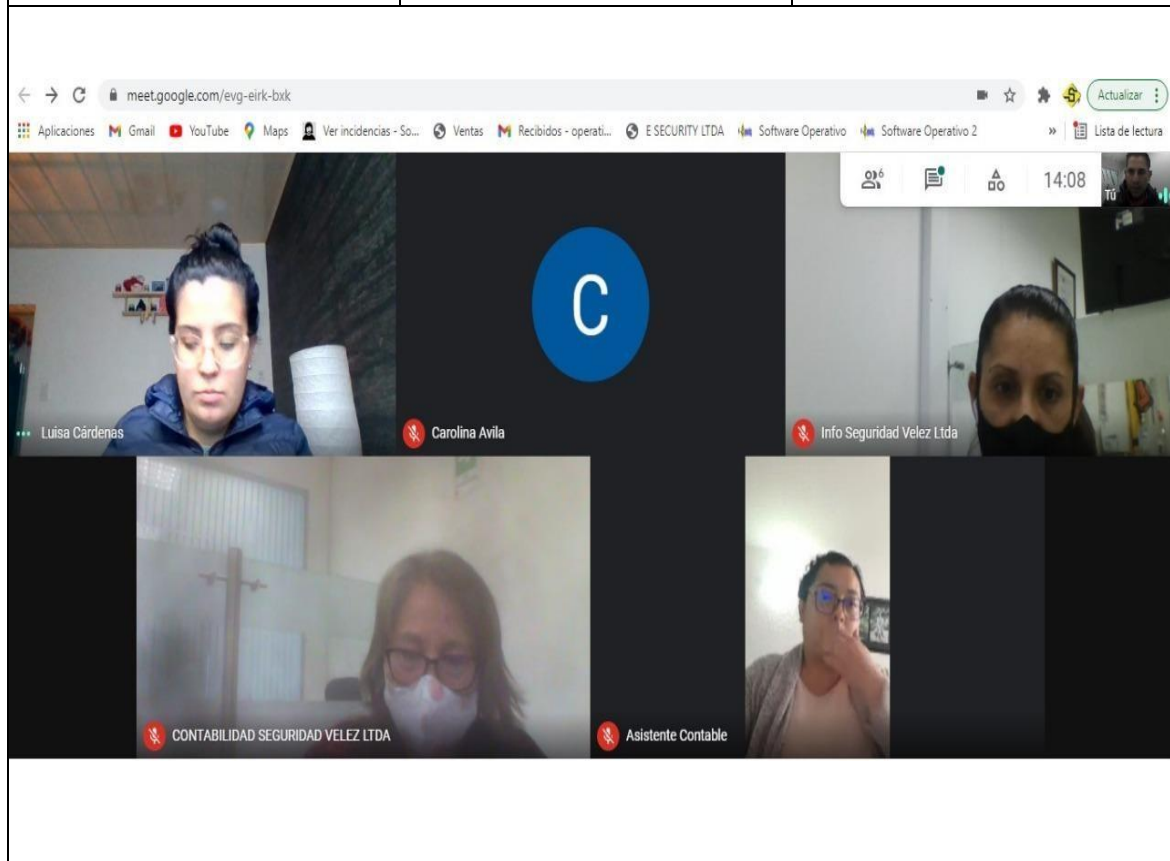 meet.google.com/evg-eirk-bxk
Actualizar
Aplicaciones Gmail YouTube Maps Ver incidencias - So... Ventas Recibidos - operati... E SECURITY LTDA Software Operativo Software Operativo 2 » Lista de lectura
6 14:08 Tú
C
Luisa Cárdenas Carolina Avila Info Seguridad Velez Ltda
CONTABILIDAD SEGURIDAD VELEZ LTDA Asistente Contable